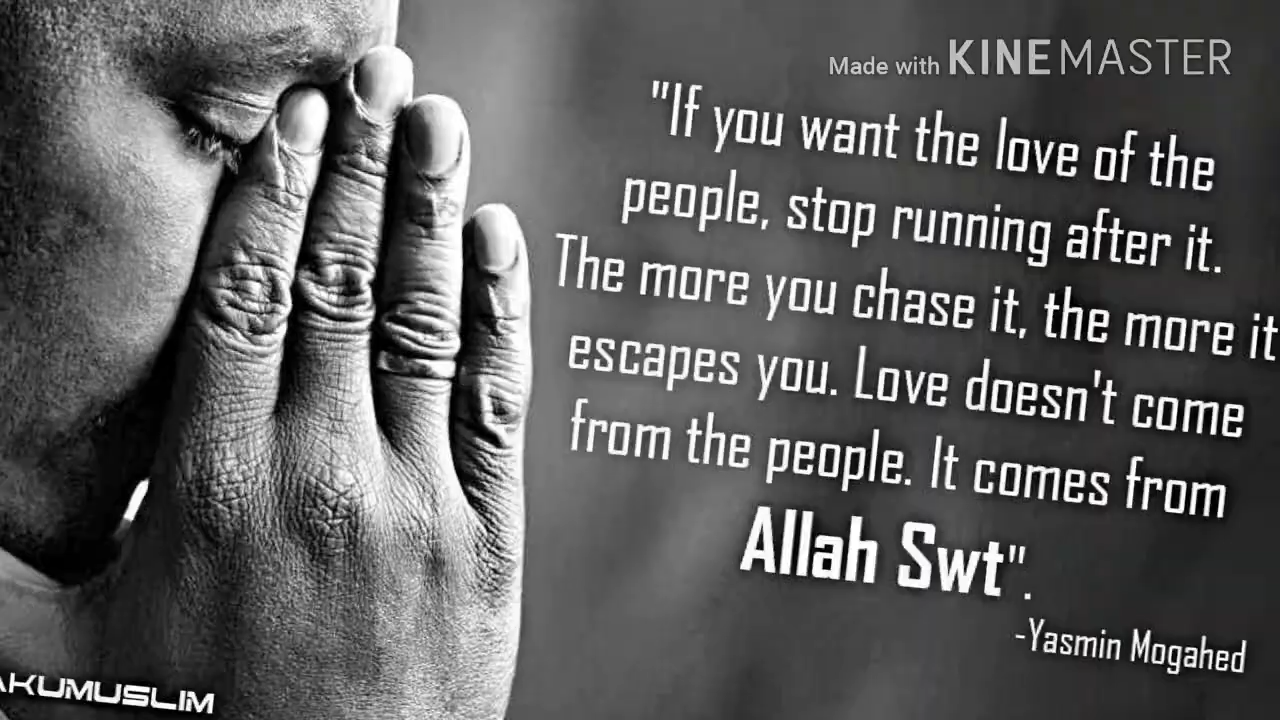 Made with KINEMASTER
"If you want the love of the
people, stop running after it.
The more you chase it, the more it
escapes you. Love doesn't come
from the people. It comes from
Allah Swt".
-Yasmin Mogahed
AKUMUSLIM